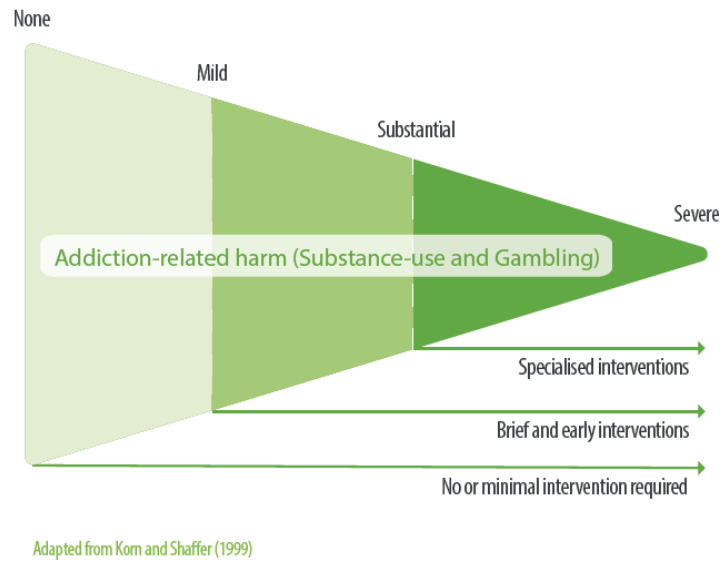 None
Mild
Substantial
Severe
Addiction-related harm (Substance-use and Gambling)
Specialised interventions
Brief and early interventions
No or minimal intervention required
Adapted from Korn and Shaffer (1999)